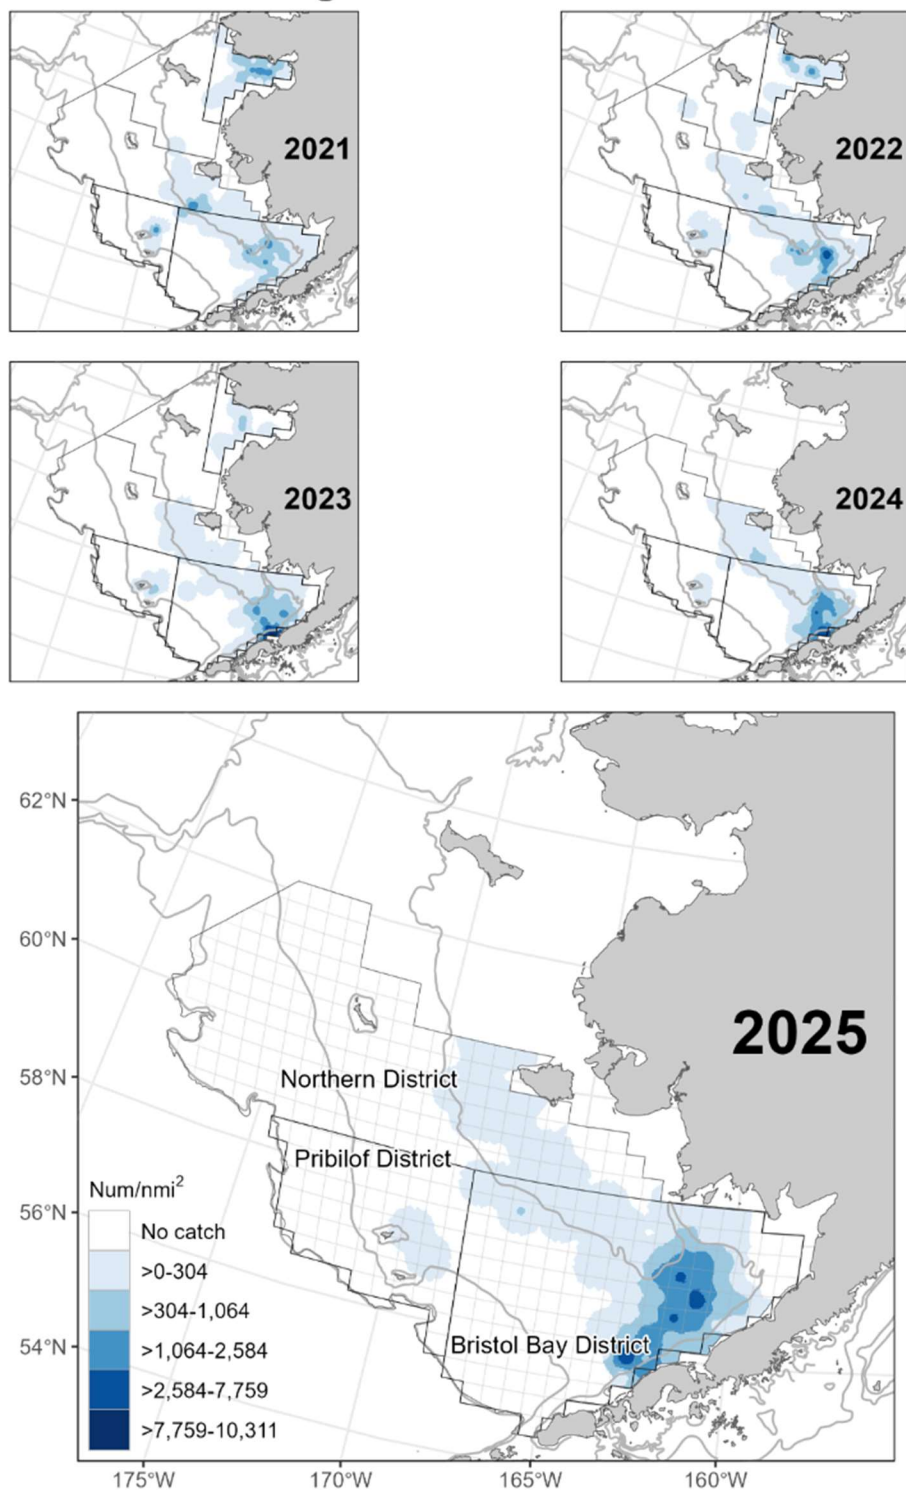 2021
2022
2023
2024
2025
62°N
60°N
58°N
56°N
54°N
Northern District
Pribilof District
Bristol Bay District
Num/nmi²
No catch
>0-304
>304-1,064
>1,064-2,584
>2,584-7,759
>7,759-10,311
175°W
170°W
165°W
160°W